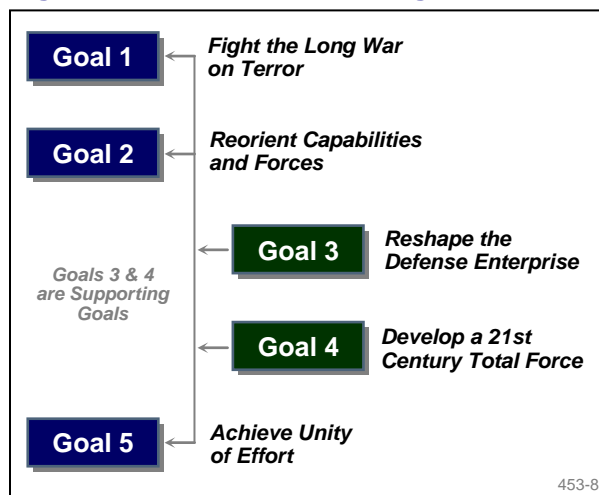 Goal 1
Fight the Long War
on Terror
Goal 2
Reorient Capabilities
and Forces
Goal 3
Reshape the
Defense Enterprise
Goals 3 & 4
are Supporting
Goals
Goal 4
Develop a 21st
Century Total Force
Goal 5
Achieve Unity
of Effort
453-8